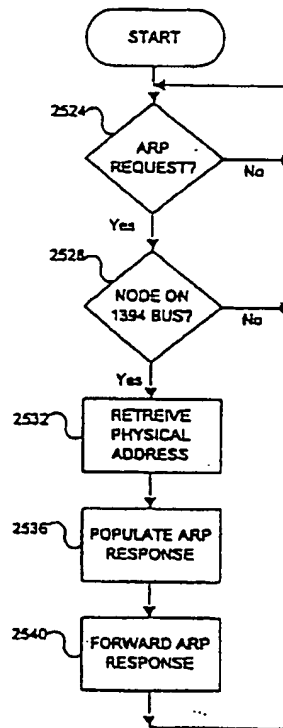 START
2524
ARP
REQUEST?
No
Yes
2528
NODE ON
1394 BUS?
No
Yes
2532
RETREIVE
PHYSICAL
ADDRESS
2536
POPULATE ARP
RESPONSE
2540
FORWARD ARP
RESPONSE